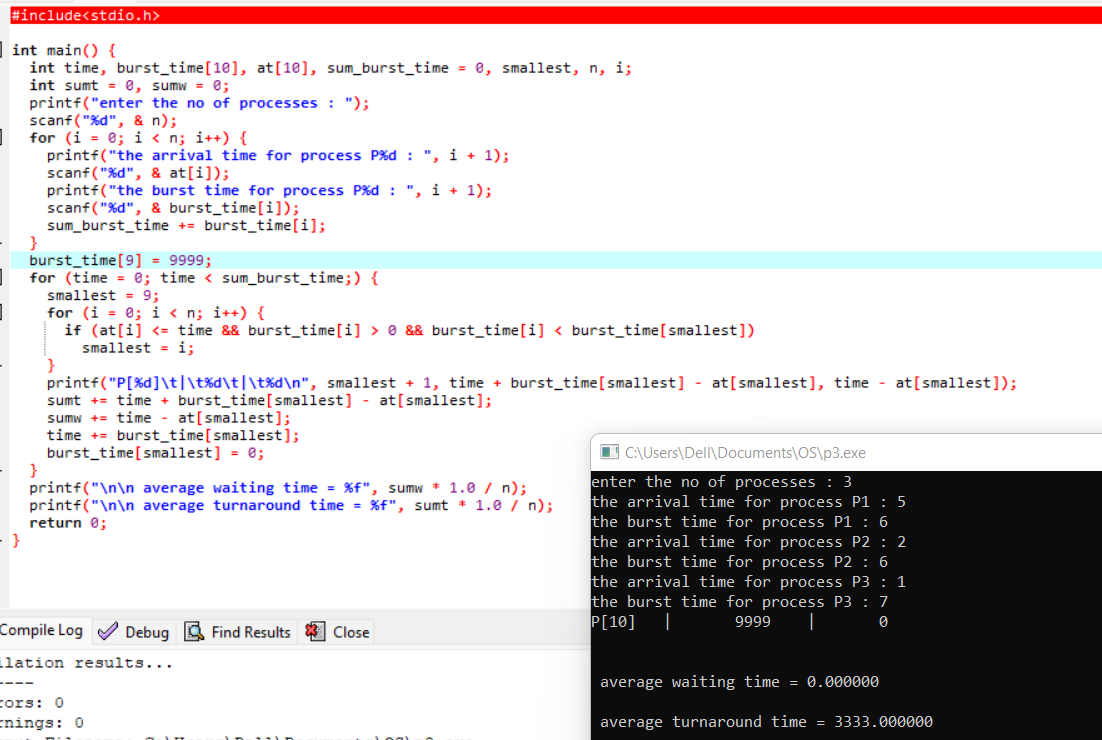 #include<stdio.h>
int main() {
int time, burst_time[10], at[10], sum_burst_time = 0, smallest, n, i;
int sumt = 0, sumw = 0;
printf("enter the no of processes : ");
scanf("%d", & n);
for (i = 0; i < n; i++) {
printf("the arrival time for process P%d : ", i + 1);
scanf("%d", & at[i]);
printf("the burst time for process P%d : ", i + 1);
scanf("%d", & burst_time[i]);
sum_burst_time += burst_time[i];
}
burst_time[9] = 9999;
for (time = 0; time < sum_burst_time;) {
smallest = 9;
for (i = 0; i < n; i++) {
if (at[i] <= time && burst_time[i] > 0 && burst_time[i] < burst_time[smallest])
smallest = i;
}
printf("P[%d]\t|\t%d\t|\t%d\n", smallest + 1, time + burst_time[smallest] - at[smallest], time - at[smallest]);
sumt += time + burst_time[smallest] - at[smallest];
sumw += time - at[smallest];
time += burst_time[smallest];
burst_time[smallest] = 0;
}
printf("\n\n average waiting time = %f", sumw * 1.0 / n);
printf("\n\n average turnaround time = %f", sumt * 1.0 / n);
return 0;
}
C:\Users\Dell\Documents\OS\p3.exe
enter the no of processes : 3
the arrival time for process P1 : 5
the burst time for process P1 : 6
the arrival time for process P2 : 2
the burst time for process P2 : 6
the arrival time for process P3 : 1
the burst time for process P3 : 7
P[10] | 9999 | 0
average waiting time = 0.000000
average turnaround time = 3333.000000
Compile Log Debug Find Results Close
ilation results...
----
rors: 0
rnings: 0